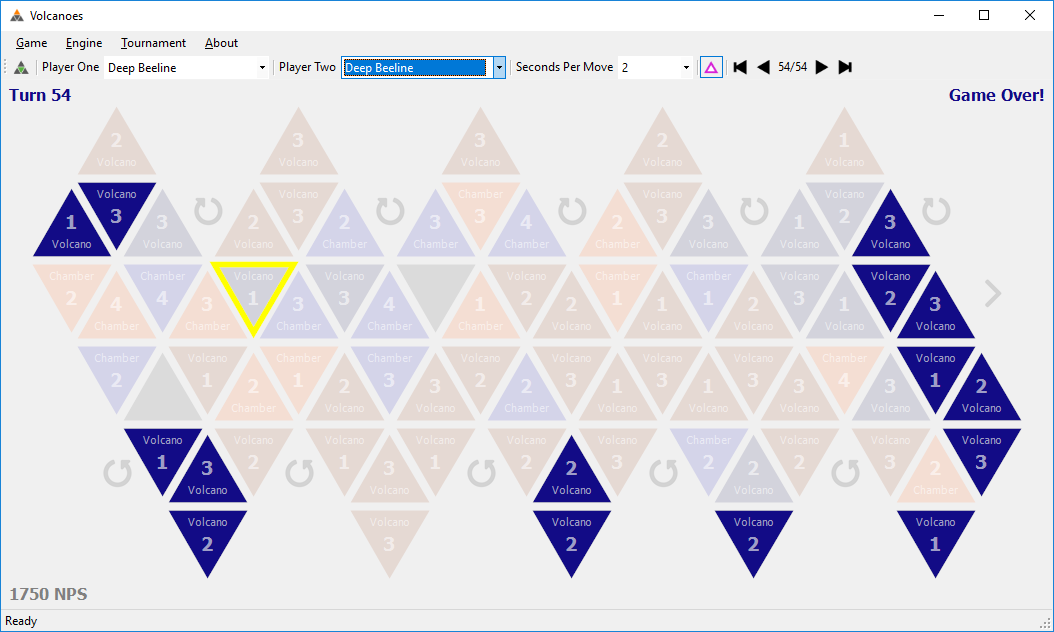 Volcanoes
Game Engine Tournament About
Player One Deep Beeline Player Two Deep Beeline Seconds Per Move 2 54/54
Turn 54 Game Over!
2 3 3 2 1
Volcano Volcano Volcano Volcano Volcano
Volcano Volcano Chamber Volcano Volcano
1 3 3 2 3 2 3 3 4 2 3 3 1 2 3
Volcano Volcano Volcano Chamber Chamber Chamber Chamber Volcano Volcano Volcano
Chamber Chamber Volcano Volcano Volcano Chamber Chamber Volcano Volcano
2 4 4 3 1 3 3 4 1 2 2 1 1 1 2 3 1 2 3
Chamber Chamber Chamber Chamber Chamber Volcano Volcano Volcano Volcano Volcano
Chamber Volcano Chamber Chamber Volcano Volcano Volcano Volcano Chamber Volcano
2 1 2 1 2 3 3 2 2 3 1 3 1 3 3 4 3 1 2
Chamber Volcano Volcano Chamber Volcano Volcano Volcano Volcano Volcano
Volcano Volcano Volcano Volcano Volcano Volcano Chamber Volcano Volcano Volcano
1 3 2 1 3 1 2 2 3 2 2 2 3 2 3
Volcano Volcano Volcano Volcano Chamber
Volcano Volcano Volcano Volcano Volcano
2 3 2 2 1
1750 NPS
Ready